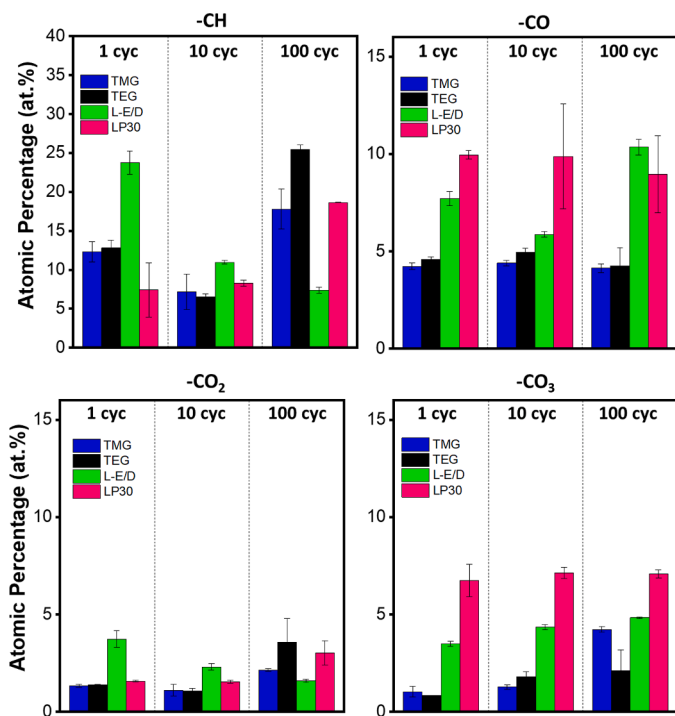 -CH
1 cyc 10 cyc 100 cyc
TMG
TEG
L-E/D
LP30
40
35
30
25
20
15
10
5
0
Atomic Percentage (at.%)
-CO
1 cyc 10 cyc 100 cyc
TMG
TEG
L-E/D
LP30
15
10
5
0
-CO₂
1 cyc 10 cyc 100 cyc
TMG
TEG
L-E/D
LP30
15
10
5
0
Atomic Percentage (at.%)
-CO₃
1 cyc 10 cyc 100 cyc
TMG
TEG
L-E/D
LP30
15
10
5
0